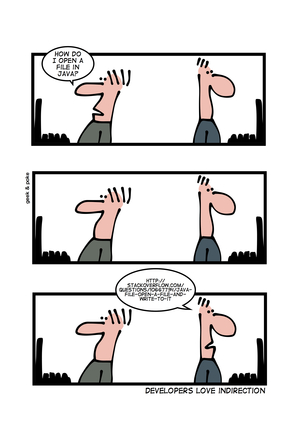 HOW DO
I OPEN A
FILE IN
JAVA?
geek & poke
HTTP://
STACKOVERFLOW.COM/
QUESTIONS/1066774/JAVA-
FILE-OPEN-A-FILE-AND-
WRITE-TO-IT
DEVELOPERS LOVE INDIRECTION